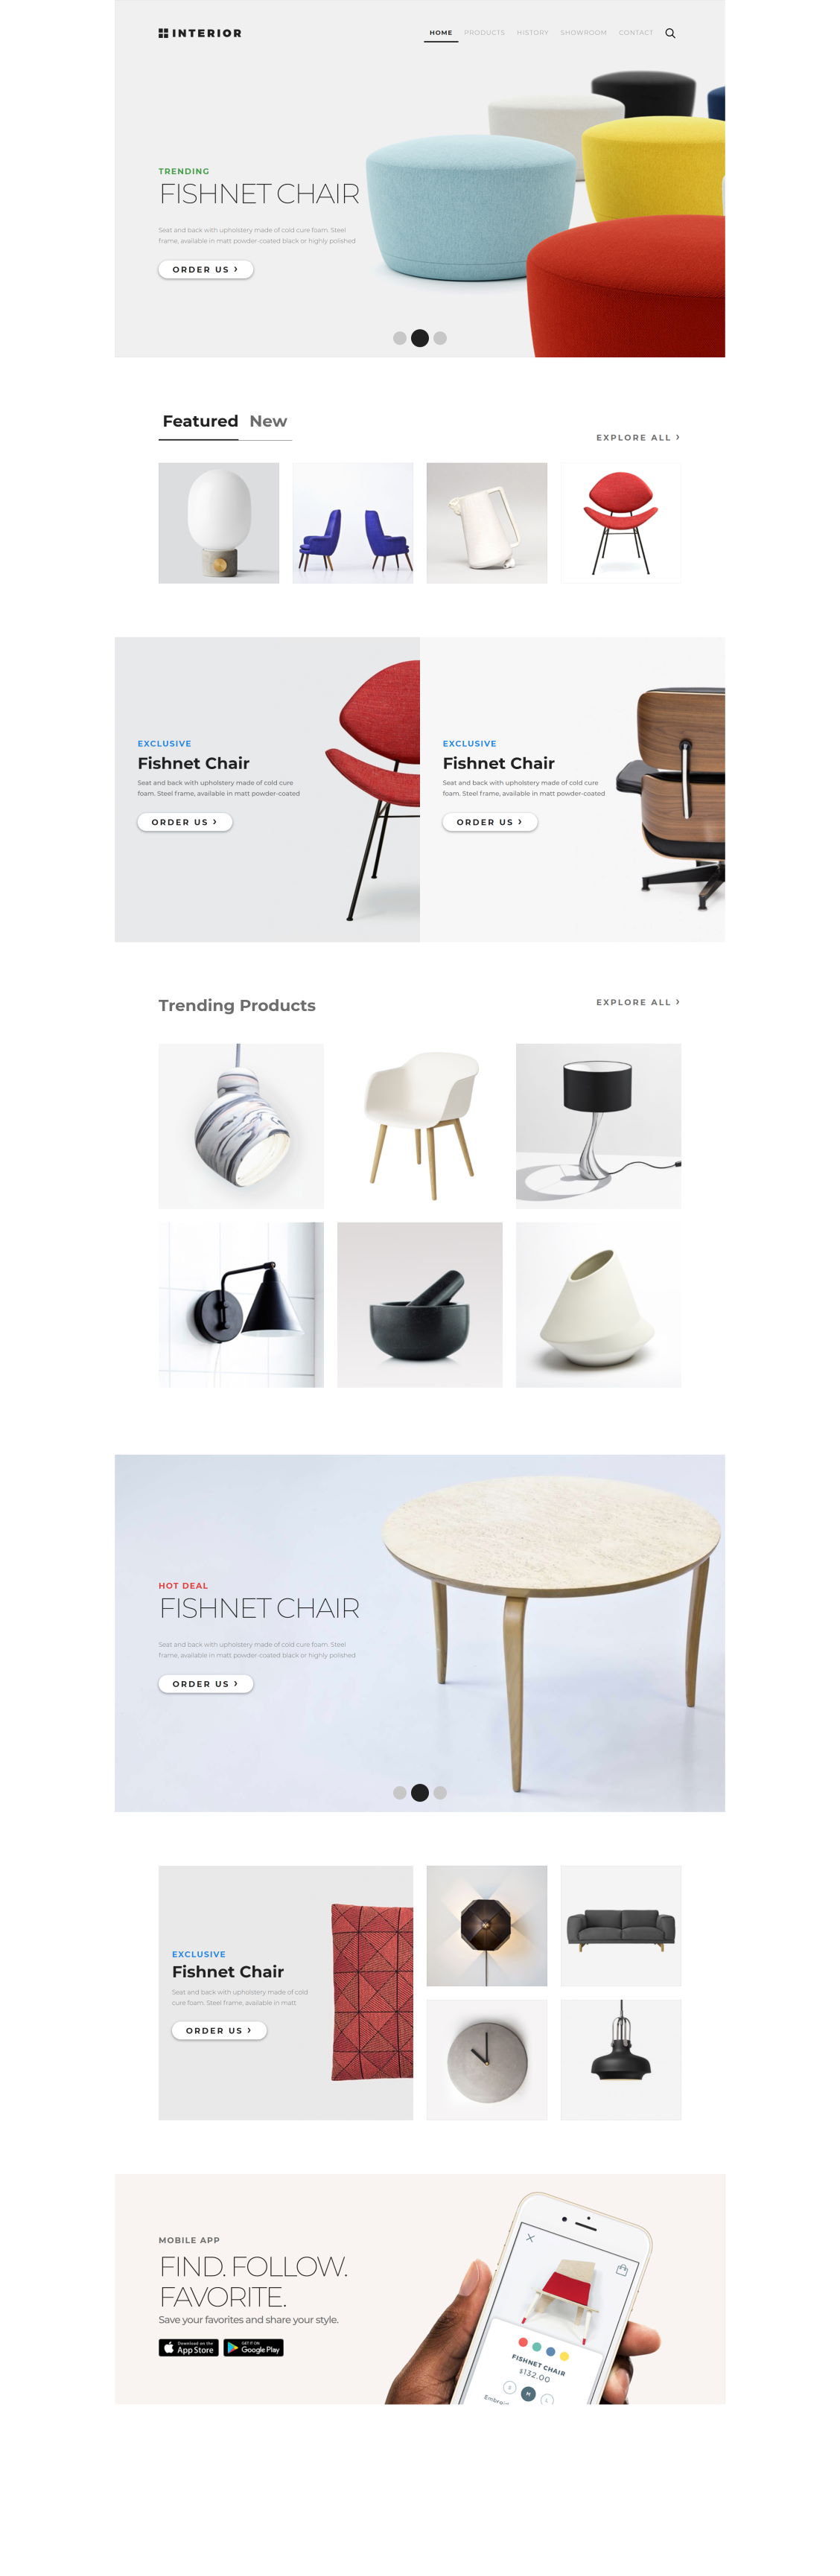 INTERIOR
HOME PRODUCTS HISTORY SHOWROOM CONTACT
TRENDING
FISHNET CHAIR
Seat and back with upholstery made of cold cure foam. Steel
frame, available in matt powder-coated black or highly polished
ORDER US ›
Featured New
EXPLORE ALL ›
EXCLUSIVE
Fishnet Chair
Seat and back with upholstery made of cold cure
foam. Steel frame, available in matt powder-coated
ORDER US ›
EXCLUSIVE
Fishnet Chair
Seat and back with upholstery made of cold cure
foam. Steel frame, available in matt powder-coated
ORDER US ›
Trending Products
EXPLORE ALL ›
HOT DEAL
FISHNET CHAIR
Seat and back with upholstery made of cold cure foam. Steel
frame, available in matt powder-coated black or highly polished
ORDER US ›
EXCLUSIVE
Fishnet Chair
Seat and back with upholstery made of cold
cure foam. Steel frame, available in matt
ORDER US ›
MOBILE APP
FIND. FOLLOW.
FAVORITE.
Save your favorites and share your style.
Download on the
App Store
GET IT ON
Google Play
FISHNET CHAIR
$132.00
S M L
Embroid